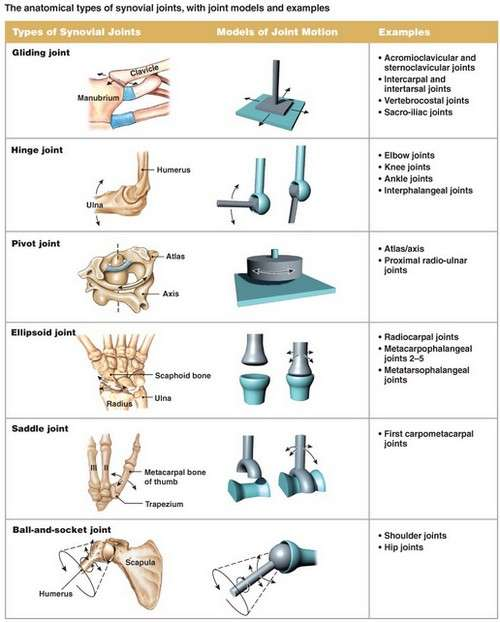 The anatomical types of synovial joints, with joint models and examples
Types of Synovial Joints
Models of Joint Motion
Examples
Gliding joint
Clavicle
Manubrium
• Acromioclavicular and
sternoclavicular joints
• Intercarpal and
intertarsal joints
• Vertebrocostal joints
• Sacro-iliac joints
Hinge joint
Humerus
Ulna
• Elbow joints
• Knee joints
• Ankle joints
• Interphalangeal joints
Pivot joint
Atlas
Axis
• Atlas/axis
• Proximal radio-ulnar
joints
Ellipsoid joint
Scaphoid bone
Ulna
Radius
• Radiocarpal joints
• Metacarpophalangeal
joints 2–5
• Metatarsophalangeal
joints
Saddle joint
III II
Metacarpal bone
of thumb
Trapezium
• First carpometacarpal
joints
Ball-and-socket joint
Scapula
Humerus
• Shoulder joints
• Hip joints